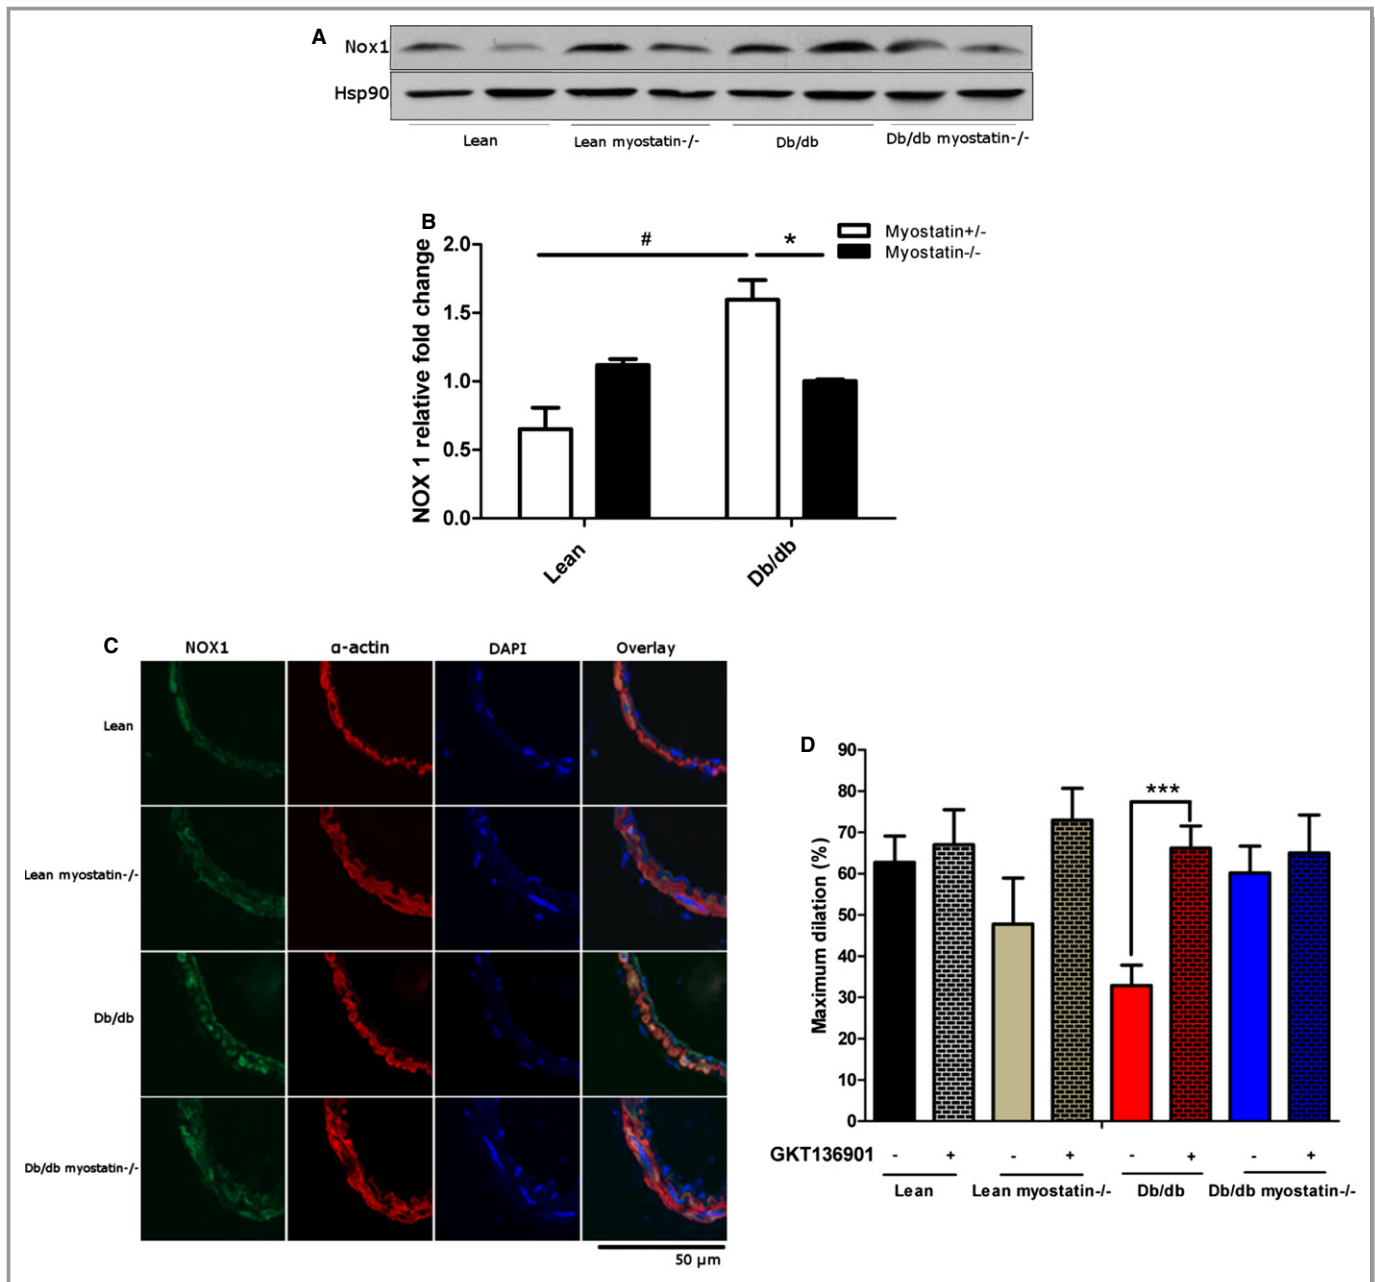 A
Nox1
Hsp90
Lean
Lean myostatin-/-
Db/db
Db/db myostatin-/-
B
NOX 1 relative fold change
2.0
1.5
1.0
0.5
0.0
#
*
Myostatin+/-
Myostatin-/-
Lean
Db/db
C
NOX1
α-actin
DAPI
Overlay
Lean
Lean myostatin-/-
Db/db
Db/db myostatin-/-
50 µm
D
Maximum dilation (%)
90
80
70
60
50
40
30
20
10
0
***
GKT136901 - + - + - + - +
Lean
Lean myostatin-/-
Db/db
Db/db myostatin-/-